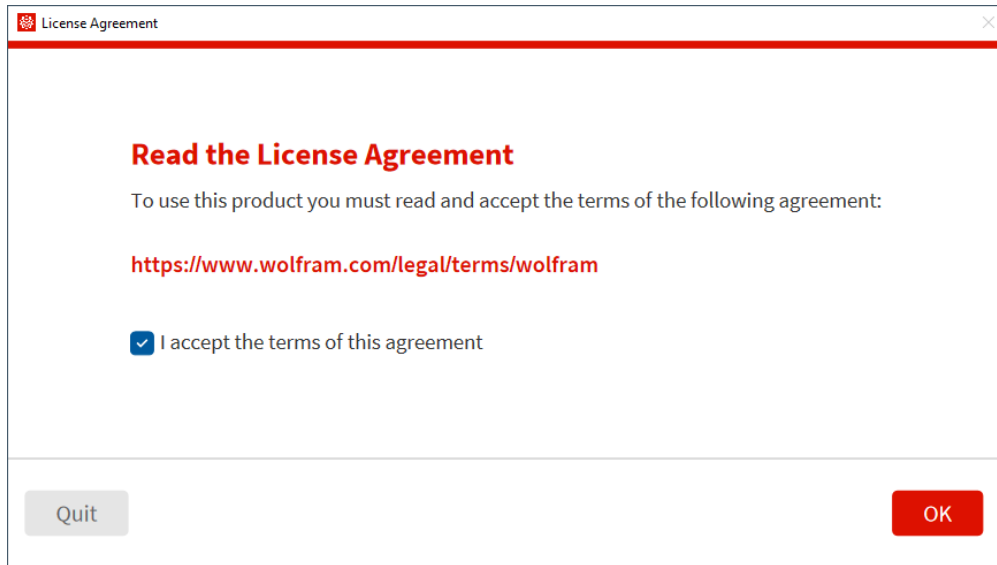 License Agreement
Read the License Agreement
To use this product you must read and accept the terms of the following agreement:
https://www.wolfram.com/legal/terms/wolfram
I accept the terms of this agreement
Quit
OK